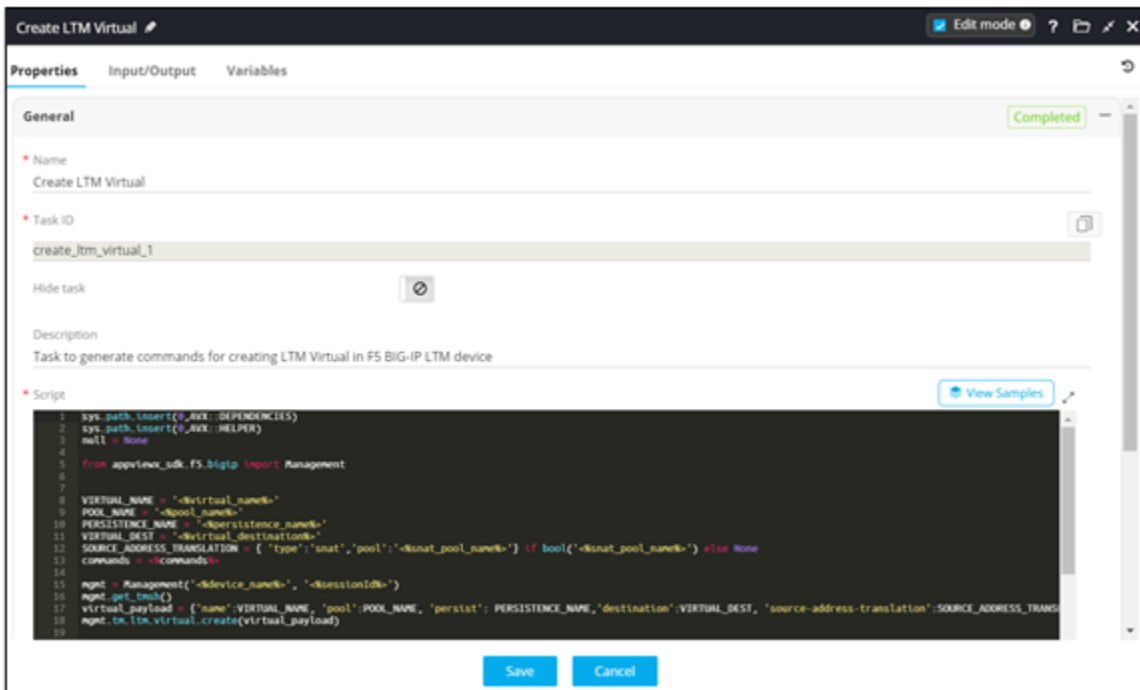 Create LTM Virtual
Edit mode ?
Properties Input/Output Variables
General Completed
* Name
Create LTM Virtual
* Task ID
create_ltm_virtual_1
Hide task
Description
Task to generate commands for creating LTM Virtual in F5 BIG-IP LTM device
* Script View Samples
1 sys.path.insert(0,AVX::DEPENDENCIES)
2 sys.path.insert(0,AVX::HELPER)
3 null = None
4
5 from appviewx_sdk.f5.bigip import Management
6
7
8 VIRTUAL_NAME = '<%virtual_name%>'
9 POOL_NAME = '<%pool_name%>'
10 PERSISTENCE_NAME = '<%persistence_name%>'
11 VIRTUAL_DEST = '<%virtual_destination%>'
12 SOURCE_ADDRESS_TRANSLATION = { 'type':'snat','pool':'<%snat_pool_name%>'} if bool('<%snat_pool_name%>') else None
13 commands = <%commands%>
14
15 mgmt = Management('<%device_name%>', '<%sessionId%>')
16 mgmt.get_tmsh()
17 virtual_payload = {'name':VIRTUAL_NAME, 'pool':POOL_NAME, 'persist': PERSISTENCE_NAME,'destination':VIRTUAL_DEST, 'source-address-translation':SOURCE_ADDRESS_TRANS
18 mgmt.tm.ltm.virtual.create(virtual_payload)
19
Save Cancel